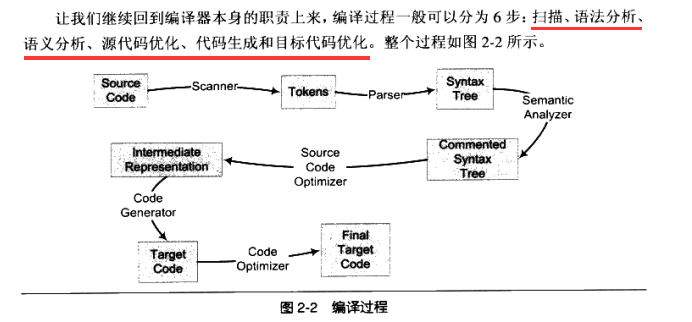 让我们继续回到编译器本身的职责上来，编译过程一般可以分为 6 步：扫描、语法分析、
语义分析、源代码优化、代码生成和目标代码优化。整个过程如图 2-2 所示。
Source
Code
Scanner
Tokens
Parser
Syntax
Tree
Semantic
Analyzer
Commented
Syntax
Tree
Source
Code
Optimizer
Intermediate
Representation
Code
Generator
Target
Code
Code
Optimizer
Final
Target
Code
图 2-2 编译过程